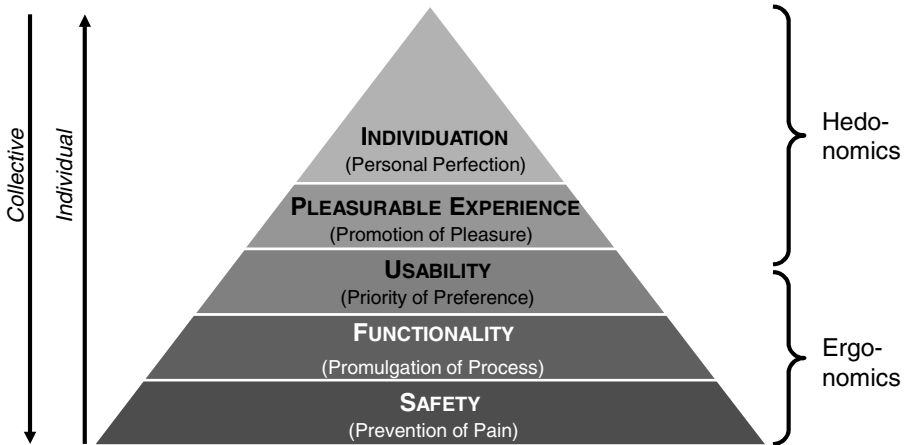 Collective
Individual
INDIVIDUATION
(Personal Perfection)
PLEASURABLE EXPERIENCE
(Promotion of Pleasure)
USABILITY
(Priority of Preference)
FUNCTIONALITY
(Promulgation of Process)
SAFETY
(Prevention of Pain)
Hedo-
nomics
Ergo-
nomics